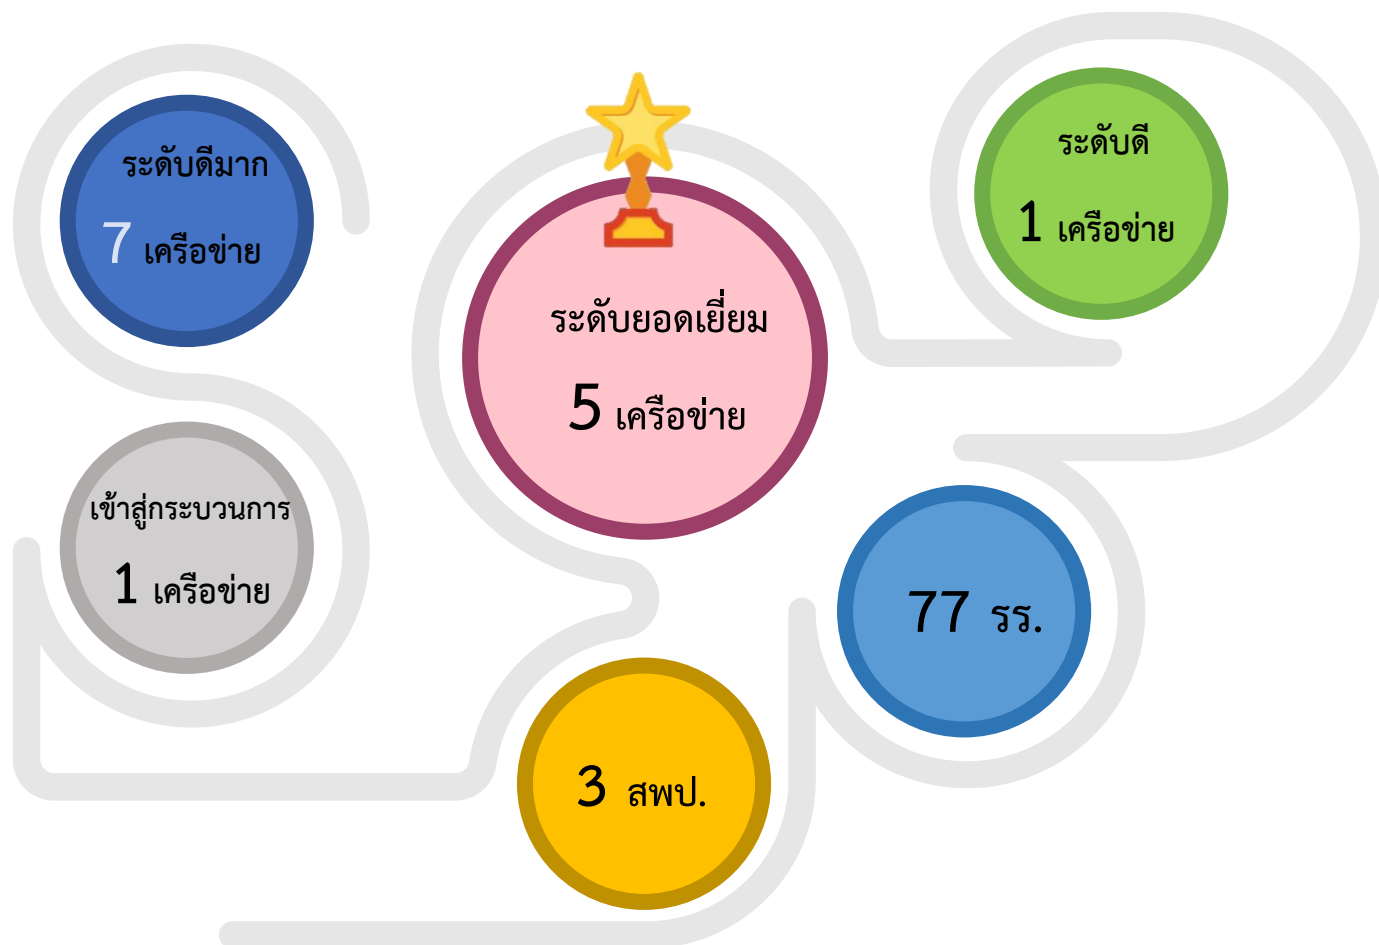 ระดับดีมาก
7 เครือข่าย
ระดับยอดเยี่ยม
5 เครือข่าย
ระดับดี
1 เครือข่าย
เข้าสู่กระบวนการ
1 เครือข่าย
77 รร.
3 สพป.